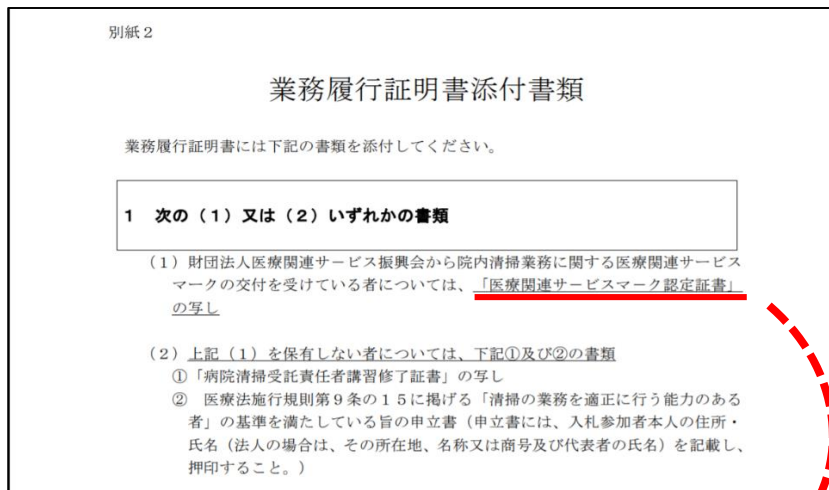 別紙２
業務履行証明書添付書類
業務履行証明書には下記の書類を添付してください。
１　次の（１）又は（２）いずれかの書類
（１）財団法人医療関連サービス振興会から院内清掃業務に関する医療関連サービス
マークの交付を受けている者については、「医療関連サービスマーク認定証書」
の写し
（２）上記（１）を保有しない者については、下記①及び②の書類
①「病院清掃受託責任者講習修了証書」の写し
②　医療法施行規則第９条の１５に掲げる「清掃の業務を適正に行う能力のある
者」の基準を満たしている旨の申立書（申立書には、入札参加者本人の住所・
氏名（法人の場合は、その所在地、名称又は商号及び代表者の氏名）を記載し、
押印すること。）